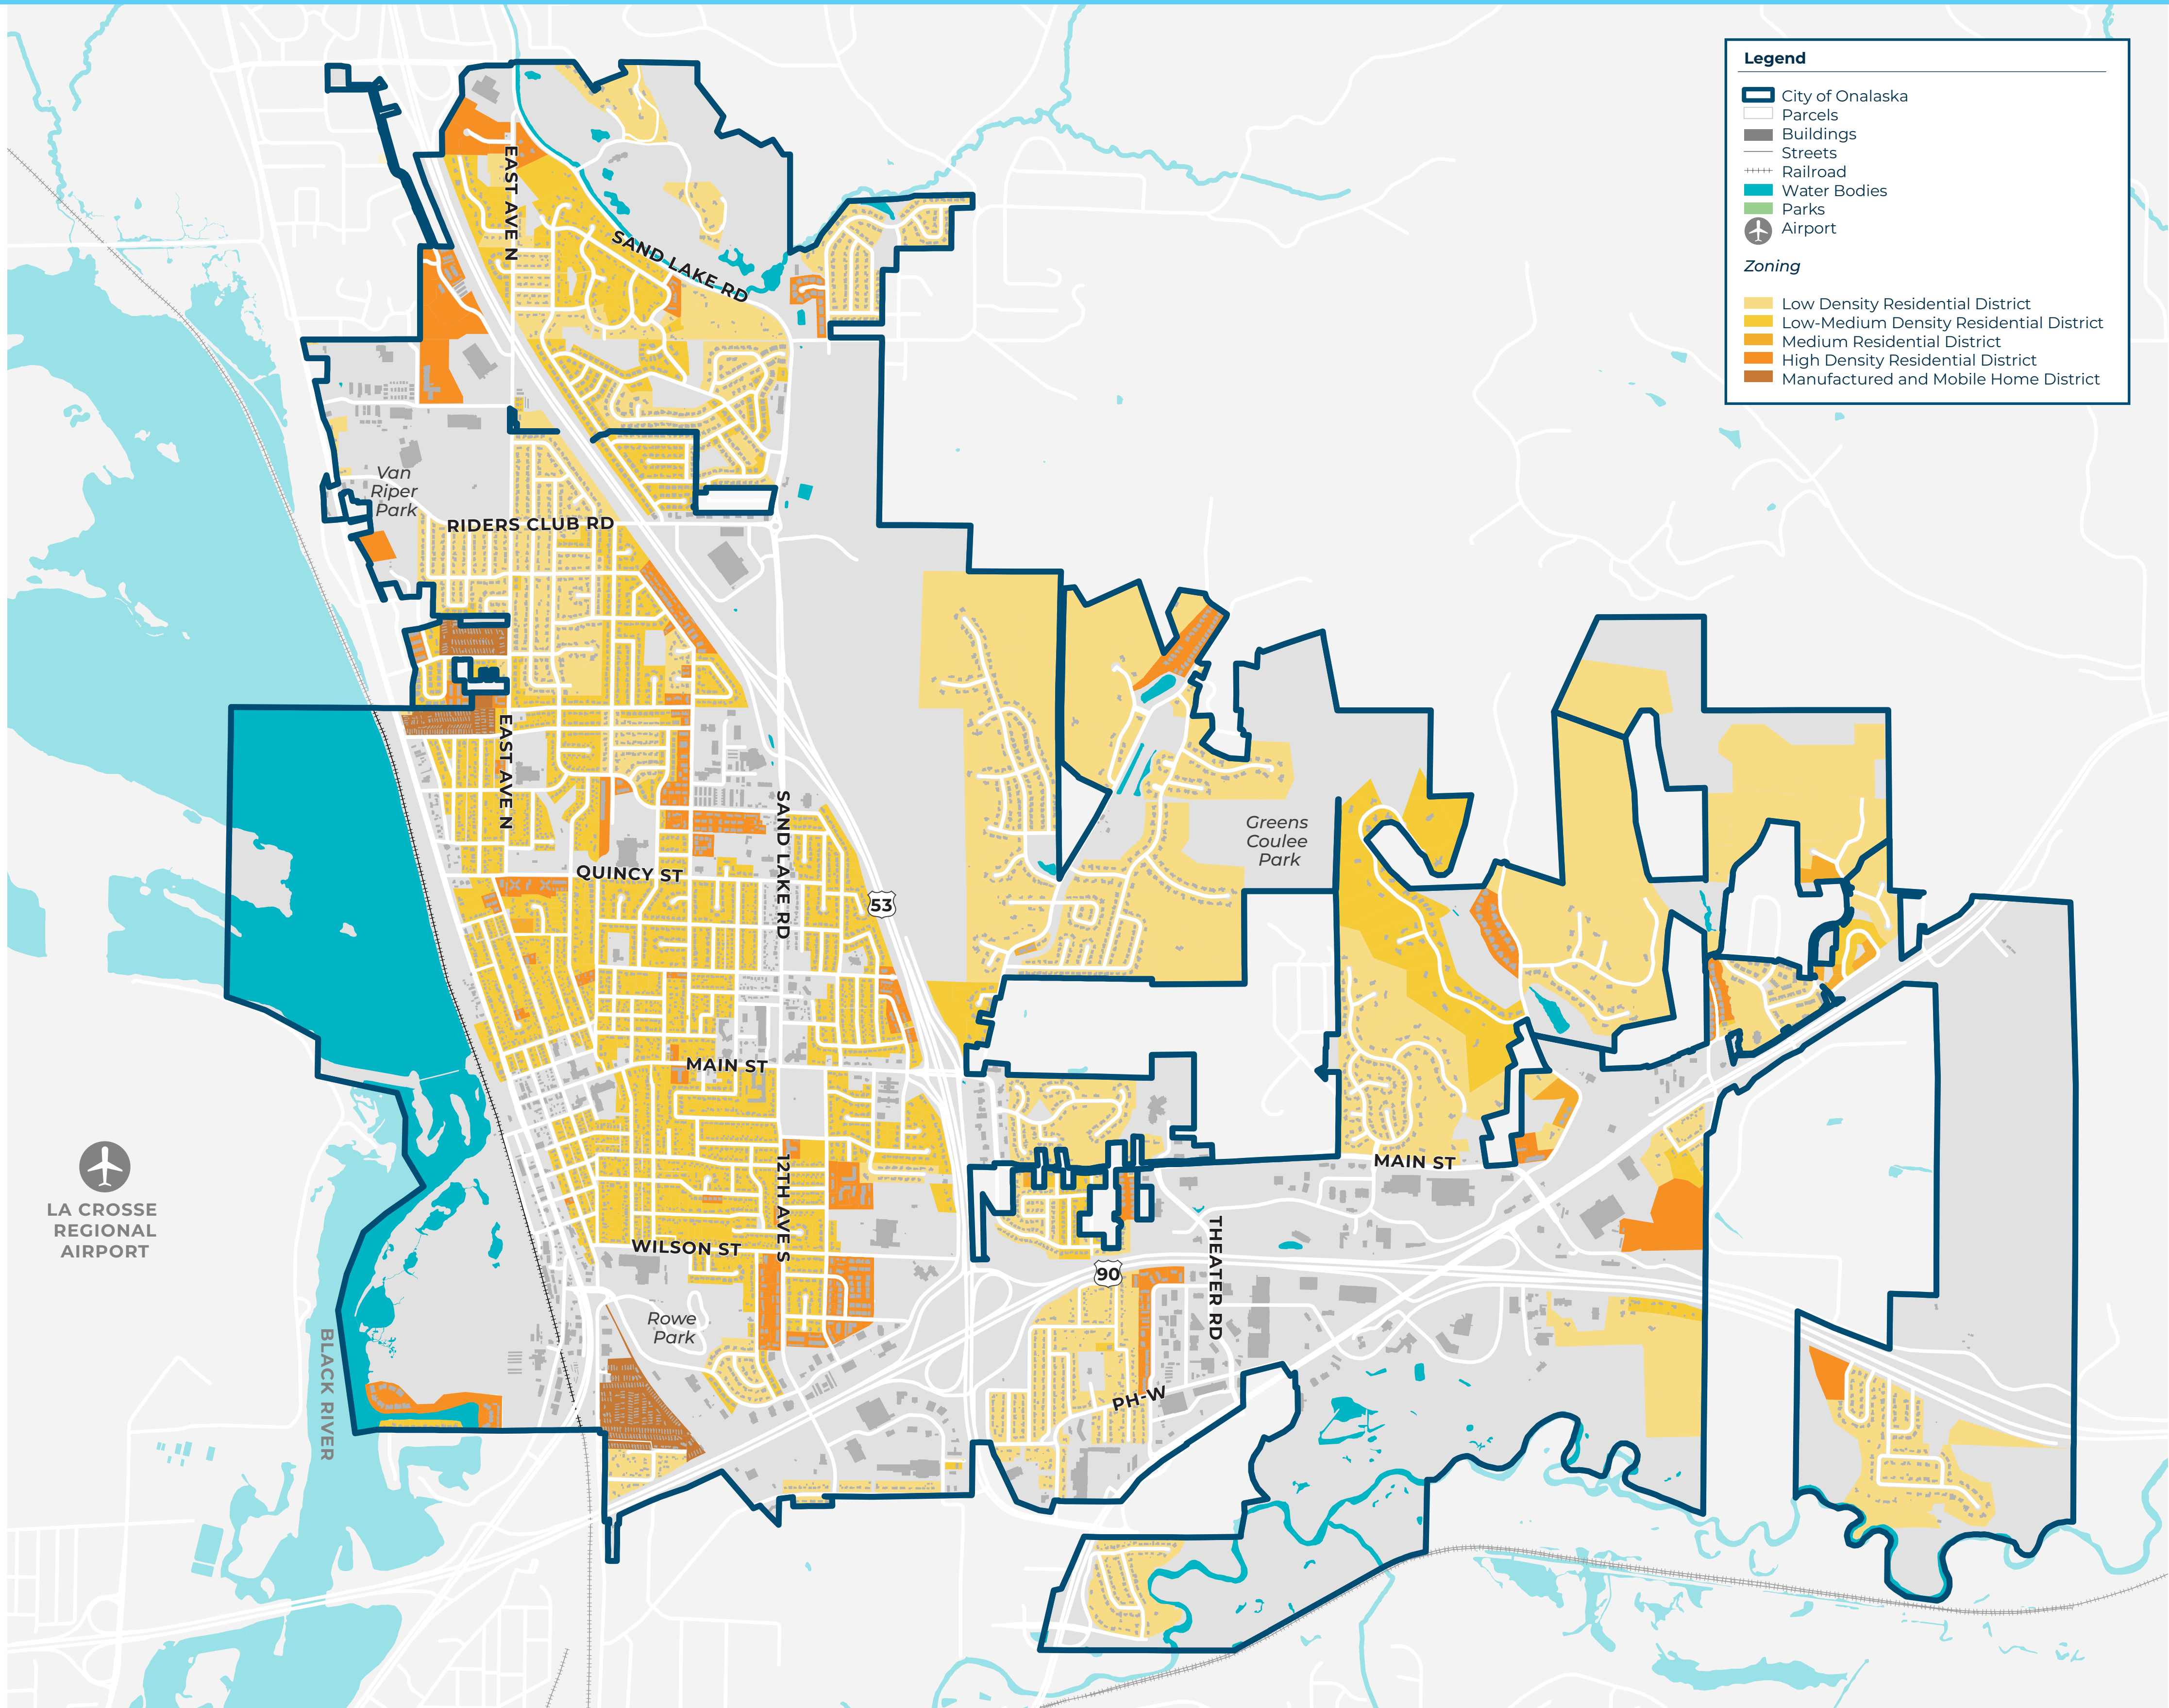 Legend
City of Onalaska
Parcels
Buildings
Streets
Railroad
Water Bodies
Parks
Airport
Zoning
Low Density Residential District
Low-Medium Density Residential District
Medium Residential District
High Density Residential District
Manufactured and Mobile Home District
EAST AVE N
SAND LAKE RD
Van
Riper
Park
RIDERS CLUB RD
EAST AVE N
SAND LAKE RD
Greens
Coulee
Park
QUINCY ST
53
MAIN ST
MAIN ST
12TH AVE S
LA CROSSE
REGIONAL
AIRPORT
WILSON ST
THEATER RD
90
Rowe
Park
BLACK RIVER
PH-W